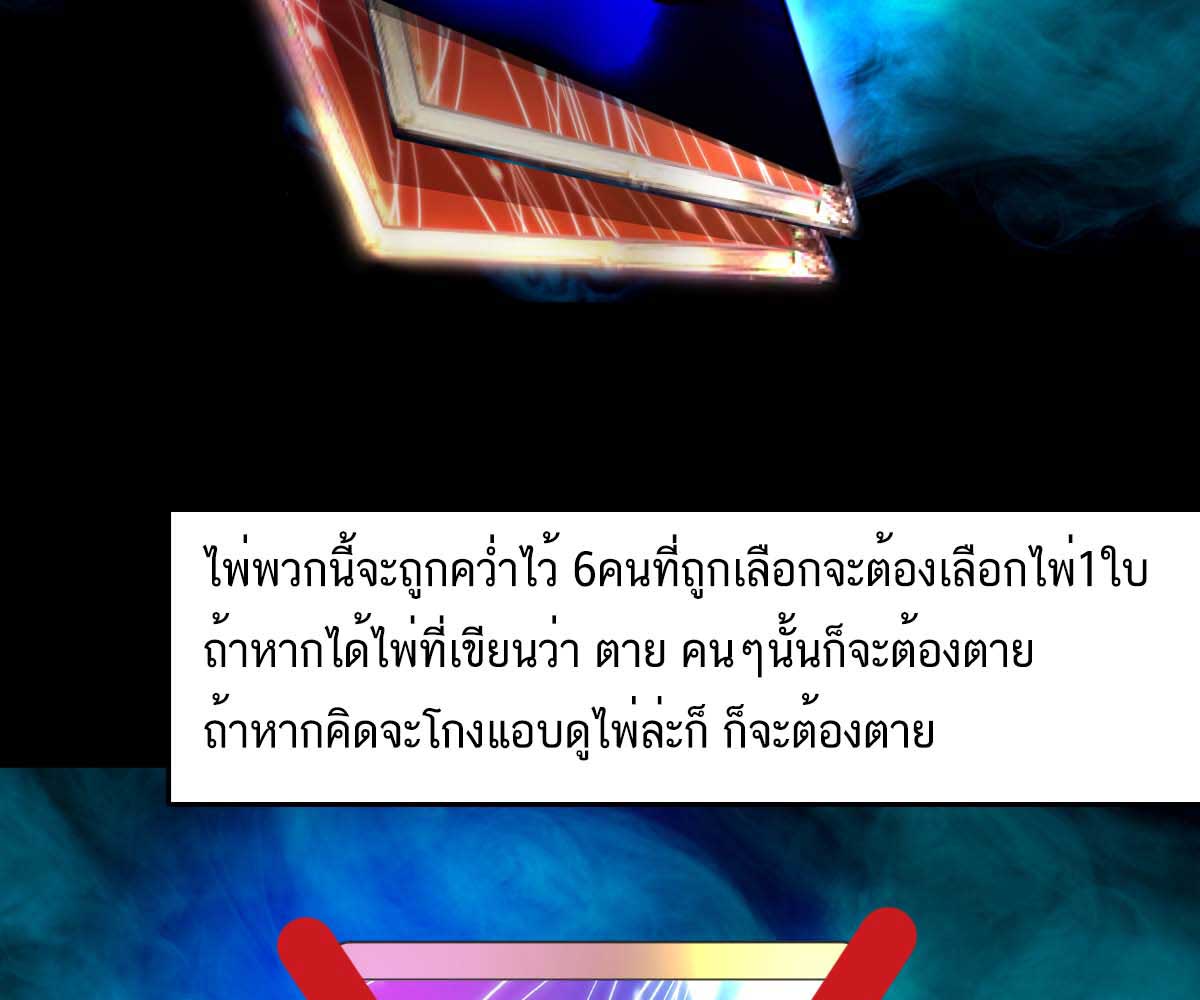 ไพ่พวกนี้จะถูกคว่ำไว้ 6คนที่ถูกเลือกจะต้องเลือกไพ่1ใบ
ถ้าหากได้ไพ่ที่เขียนว่า ตาย คนๆนั้นก็จะต้องตาย
ถ้าหากคิดจะโกงแอบดูไพ่ล่ะก็ ก็จะต้องตาย